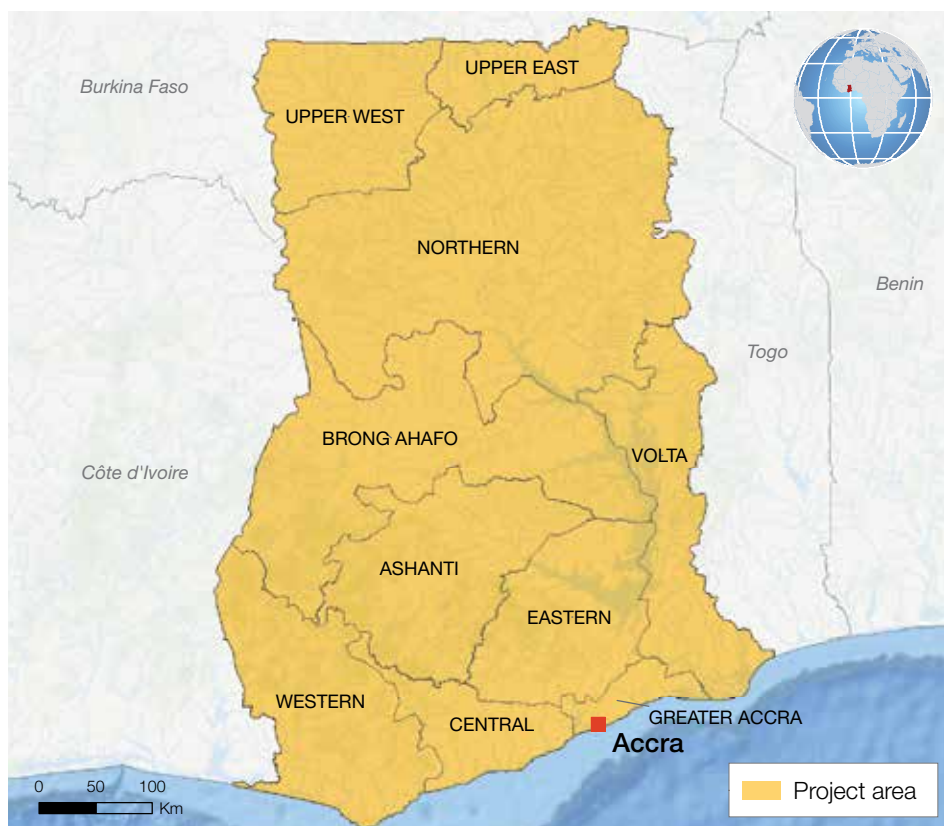 UPPER EAST
Burkina Faso
UPPER WEST
NORTHERN
Benin
Togo
BRONG AHAFO
VOLTA
Côte d'Ivoire
ASHANTI
EASTERN
WESTERN
CENTRAL
GREATER ACCRA
Accra
0 50 100
Km
Project area